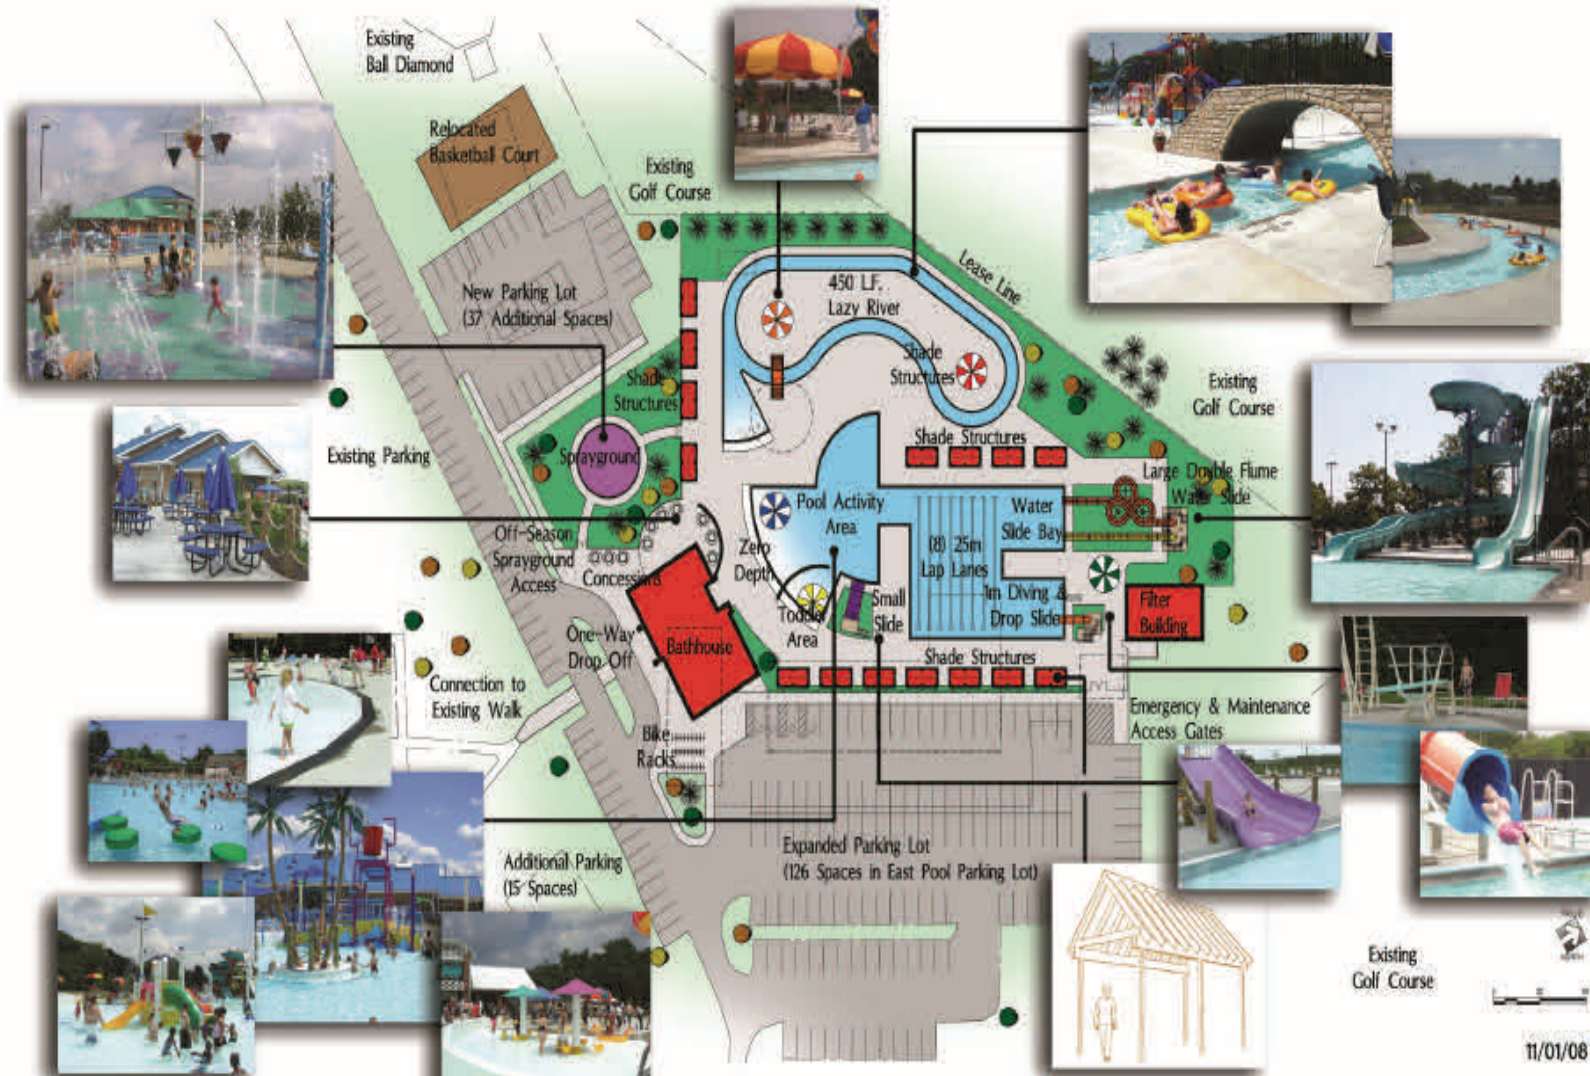 Existing
Ball Diamond
Relocated
Basketball Court
Existing
Golf Course
New Parking Lot
(37 Additional Spaces)
450 L.F.
Lazy River
Lease Line
Shade
Structures
Existing
Golf Course
Shade
Structures
Existing Parking
Sprayground
Shade Structures
Large Double Flume
Water Slide
Pool Activity
Area
Water
Slide Bay
Off-Season
Sprayground
Access
Concessions
Zero
Depth
(8) 25m
Lap Lanes
1m Diving &
Drop Slide
Small
Slide
Toddler
Area
Filter
Building
One-Way
Drop Off
Bathhouse
Shade Structures
Connection to
Existing Walk
Emergency & Maintenance
Access Gates
Bike
Racks
Additional Parking
(15 Spaces)
Expanded Parking Lot
(126 Spaces in East Pool Parking Lot)
Existing
Golf Course
11/01/08